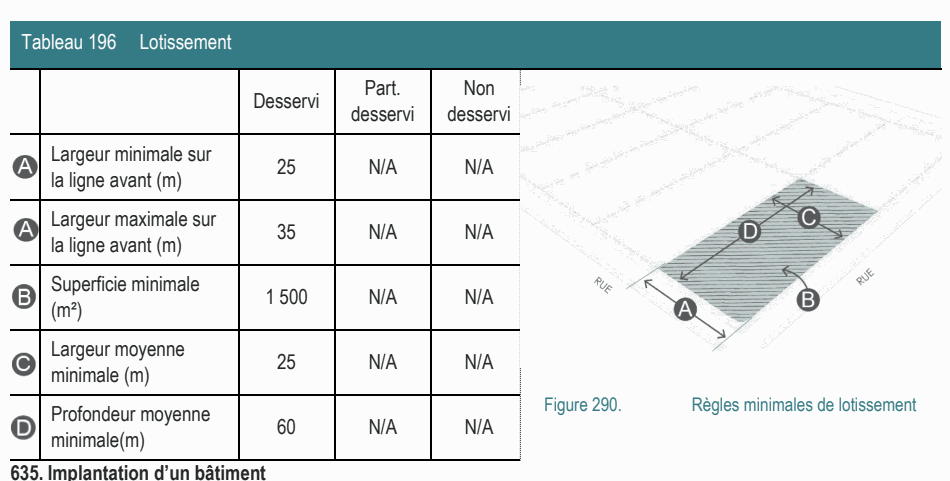 Tableau 196 Lotissement
Desservi
Part. desservi
Non desservi
A Largeur minimale sur la ligne avant (m) 25 N/A N/A
A Largeur maximale sur la ligne avant (m) 35 N/A N/A
B Superficie minimale (m²) 1 500 N/A N/A
C Largeur moyenne minimale (m) 25 N/A N/A
D Profondeur moyenne minimale(m) 60 N/A N/A
D
C
A
B
RUE
RUE
Figure 290. Règles minimales de lotissement
635. Implantation d'un bâtiment